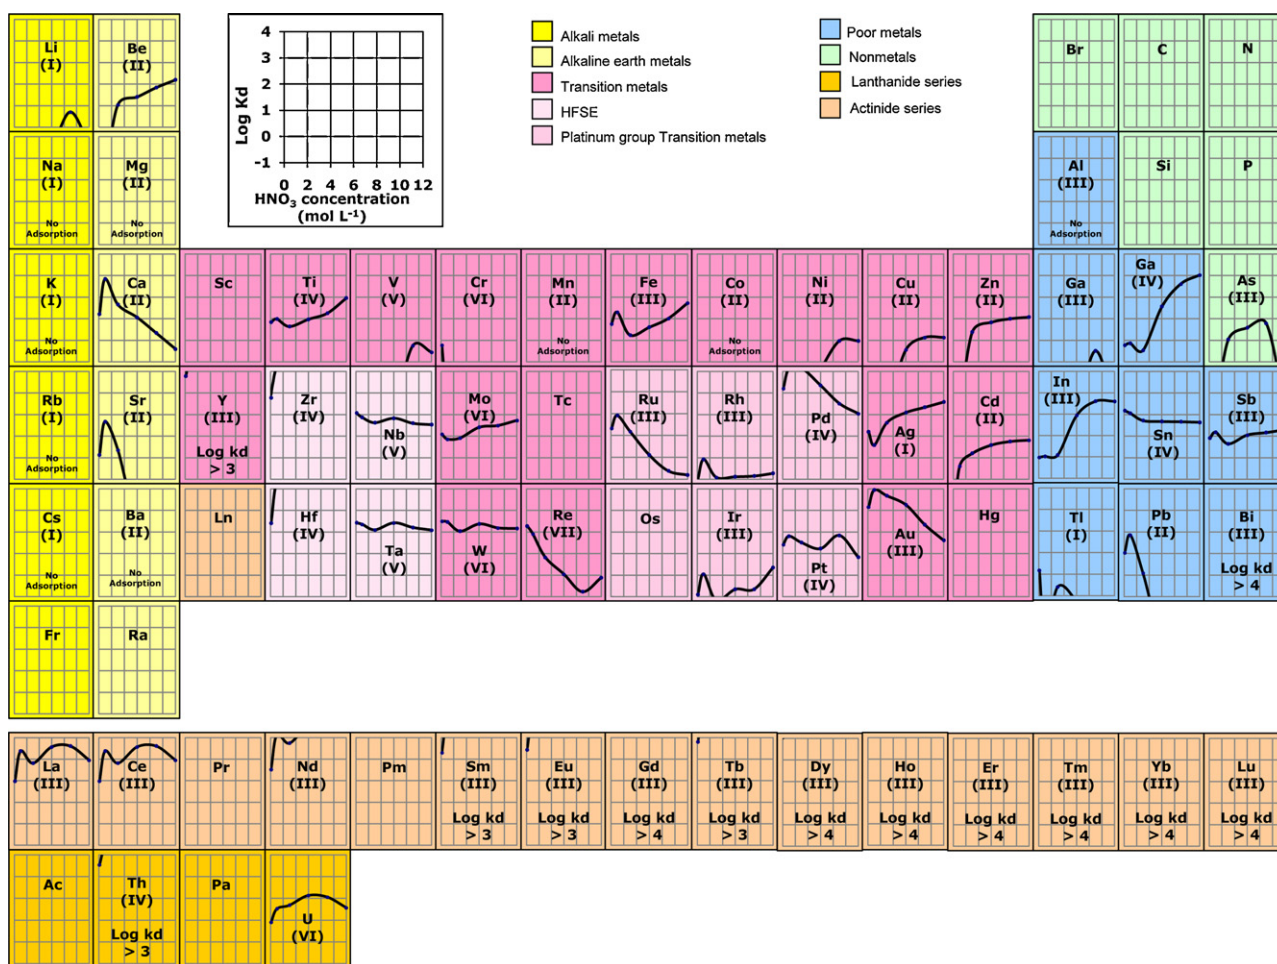 Li
(I)
Be
(II)
4
3
2
1
0
-1
Log Kd
0 2 4 6 8 10 12
HNO₃ concentration
(mol L⁻¹)
Alkali metals
Alkaline earth metals
Transition metals
HFSE
Platinum group Transition metals
Poor metals
Nonmetals
Lanthanide series
Actinide series
Br
C
N
Na
(I)
No
Adsorption
Mg
(II)
No
Adsorption
Al
(III)
No
Adsorption
Si
P
K
(I)
No
Adsorption
Ca
(II)
Sc
Ti
(IV)
V
(V)
Cr
(VI)
Mn
(II)
No
Adsorption
Fe
(III)
Co
(II)
No
Adsorption
Ni
(II)
Cu
(II)
Zn
(II)
Ga
(III)
Ga
(IV)
As
(III)
Rb
(I)
No
Adsorption
Sr
(II)
Y
(III)
Log kd
> 3
Zr
(IV)
Nb
(V)
Mo
(VI)
Tc
Ru
(III)
Rh
(III)
Pd
(IV)
Ag
(I)
Cd
(II)
In
(III)
Sn
(IV)
Sb
(III)
Cs
(I)
No
Adsorption
Ba
(II)
No
Adsorption
Ln
Hf
(IV)
Ta
(V)
W
(VI)
Re
(VII)
Os
Ir
(III)
Pt
(IV)
Au
(III)
Hg
Tl
(I)
Pb
(II)
Bi
(III)
Log kd
> 4
Fr
Ra
La
(III)
Ce
(III)
Pr
Nd
(III)
Pm
Sm
(III)
Log kd
> 3
Eu
(III)
Log kd
> 3
Gd
(III)
Log kd
> 4
Tb
(III)
Log kd
> 3
Dy
(III)
Log kd
> 4
Ho
(III)
Log kd
> 4
Er
(III)
Log kd
> 4
Tm
(III)
Log kd
> 4
Yb
(III)
Log kd
> 4
Lu
(III)
Log kd
> 4
Ac
Th
(IV)
Log kd
> 3
Pa
U
(VI)